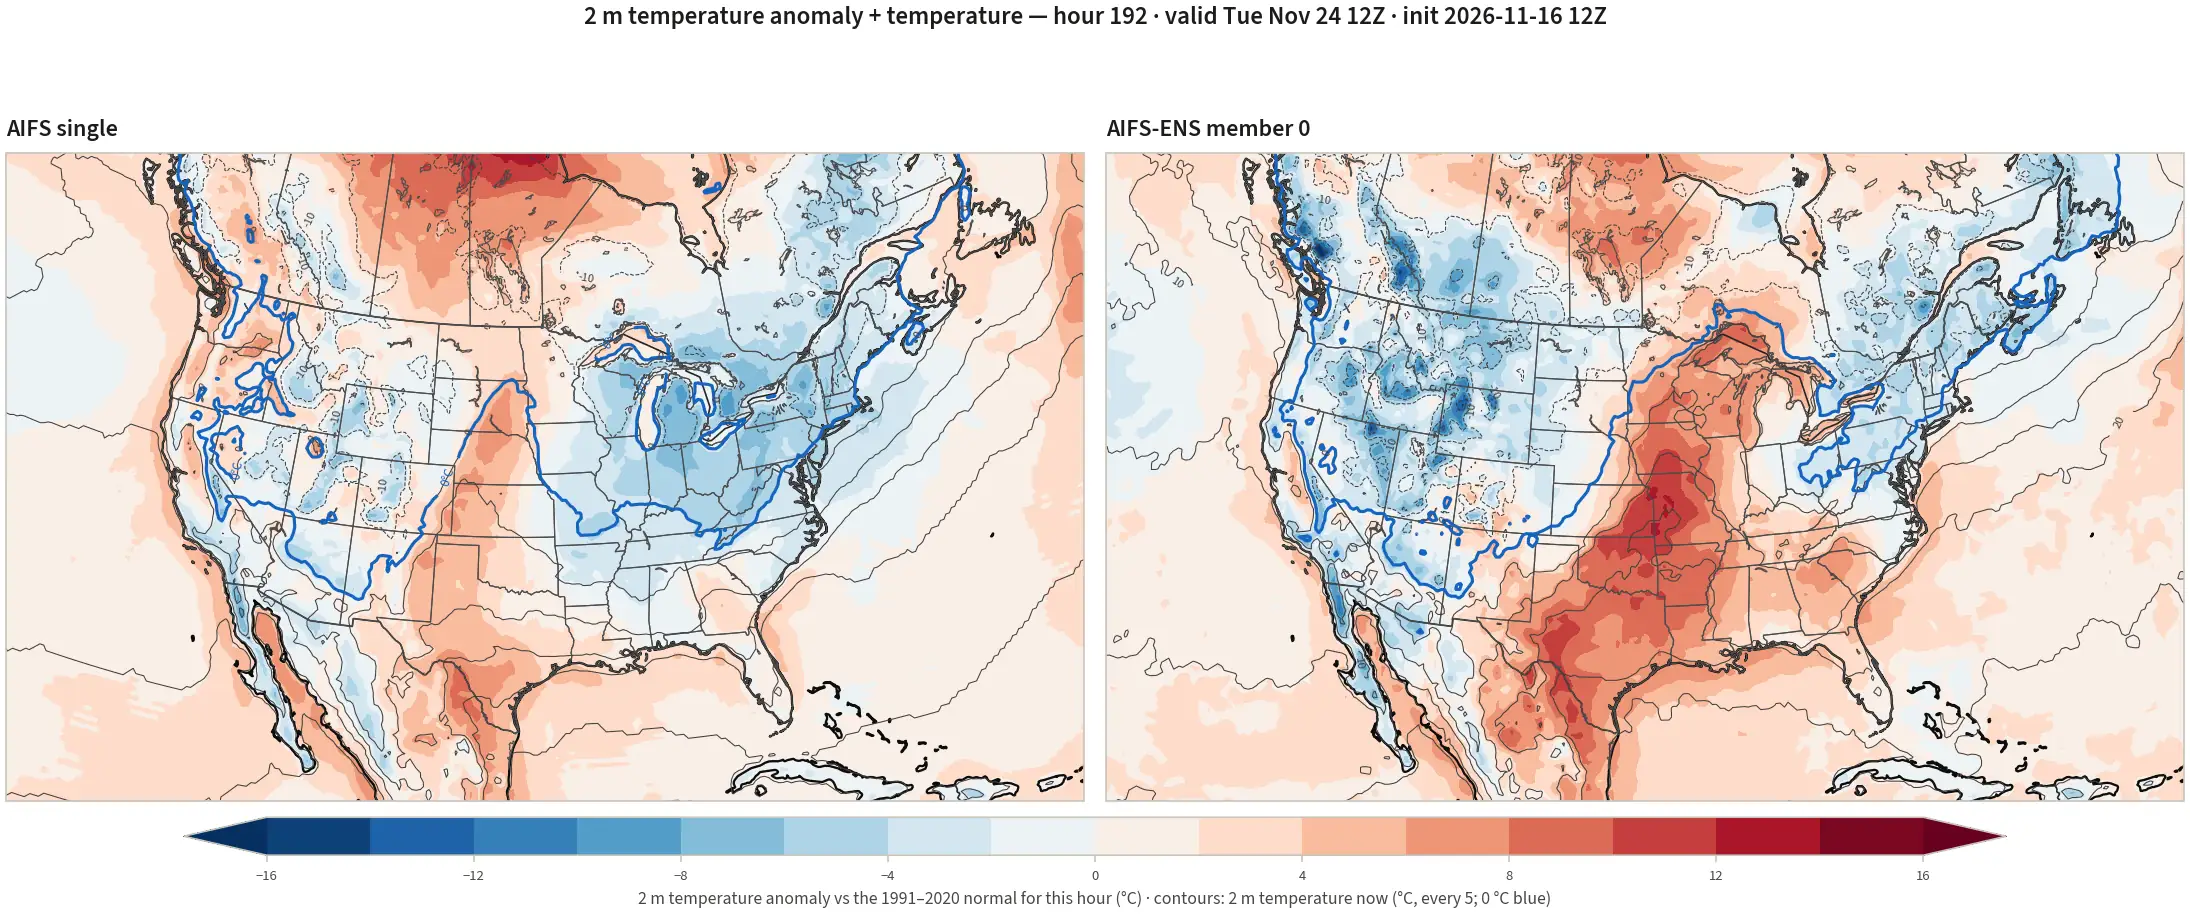 2 m temperature anomaly + temperature — hour 192 · valid Tue Nov 24 12Z · init 2026-11-16 12Z
AIFS single
AIFS-ENS member 0
−16 −12 −8 −4 0 4 8 12 16
2 m temperature anomaly vs the 1991–2020 normal for this hour (°C) · contours: 2 m temperature now (°C, every 5; 0 °C blue)